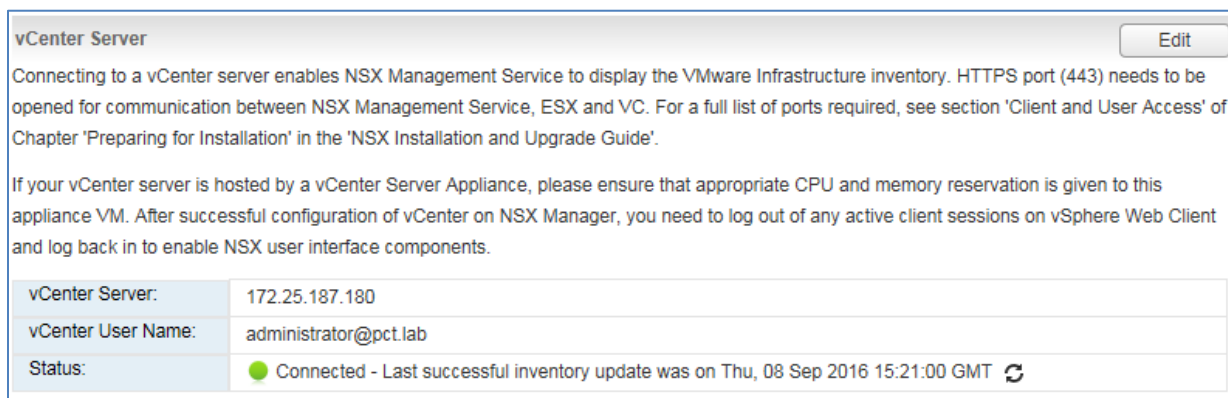 vCenter Server
Edit
Connecting to a vCenter server enables NSX Management Service to display the VMware Infrastructure inventory. HTTPS port (443) needs to be
opened for communication between NSX Management Service, ESX and VC. For a full list of ports required, see section 'Client and User Access' of
Chapter 'Preparing for Installation' in the 'NSX Installation and Upgrade Guide'.
If your vCenter server is hosted by a vCenter Server Appliance, please ensure that appropriate CPU and memory reservation is given to this
appliance VM. After successful configuration of vCenter on NSX Manager, you need to log out of any active client sessions on vSphere Web Client
and log back in to enable NSX user interface components.
vCenter Server: 172.25.187.180
vCenter User Name: administrator@pct.lab
Status: Connected - Last successful inventory update was on Thu, 08 Sep 2016 15:21:00 GMT